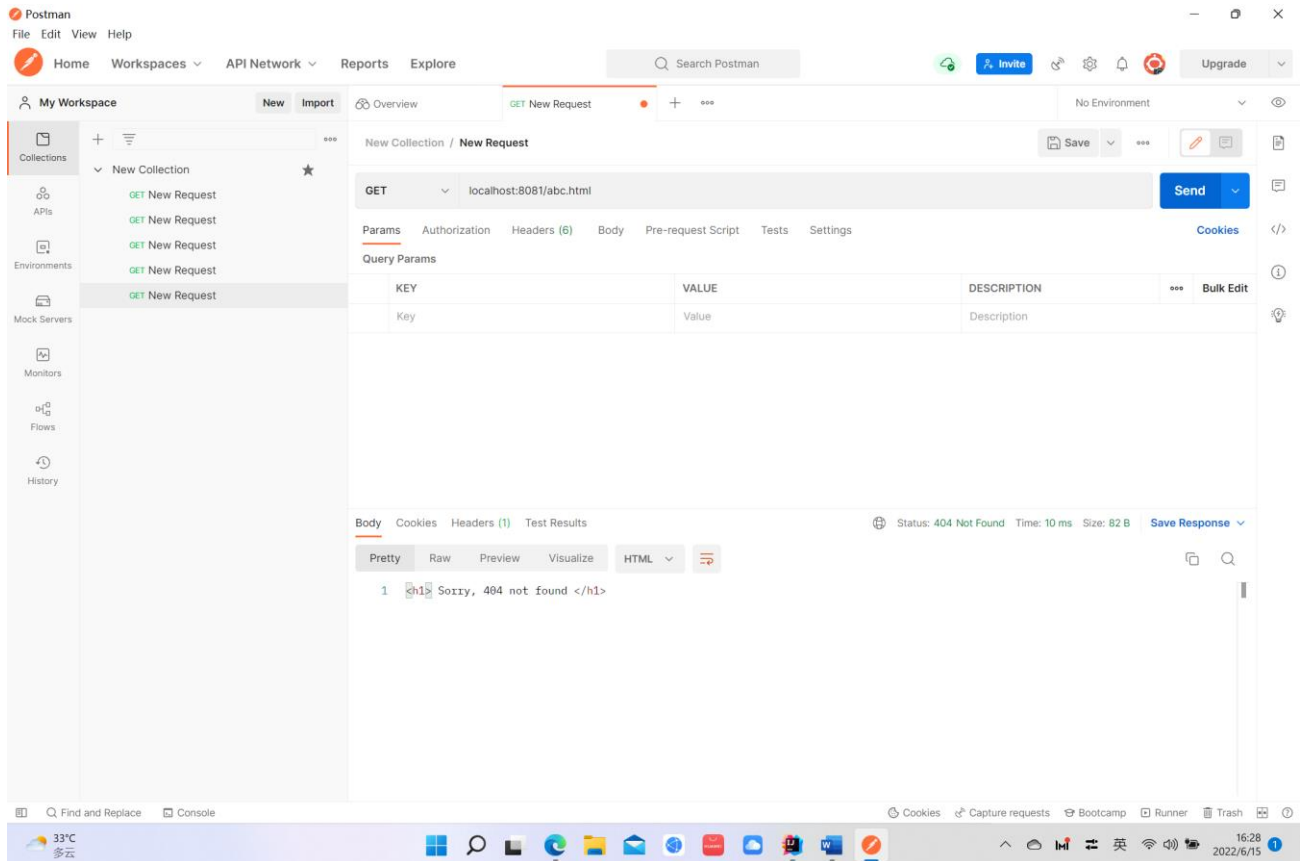 Postman
File Edit View Help
Home Workspaces API Network Reports Explore Search Postman Invite Upgrade
My Workspace New Import Overview GET New Request No Environment
Collections
New Collection / New Request Save
New Collection
GET New Request
GET New Request
GET New Request
GET New Request
GET New Request
APIs
Environments
Mock Servers
Monitors
Flows
History
GET localhost:8081/abc.html Send
Params Authorization Headers (6) Body Pre-request Script Tests Settings Cookies
Query Params
KEY VALUE DESCRIPTION Bulk Edit
Key Value Description
Body Cookies Headers (1) Test Results Status: 404 Not Found Time: 10 ms Size: 82 B Save Response
Pretty Raw Preview Visualize HTML
1 <h1> Sorry, 404 not found </h1>
Find and Replace Console Cookies Capture requests Bootcamp Runner Trash
33°C
多云
英
16:28
2022/6/15 1